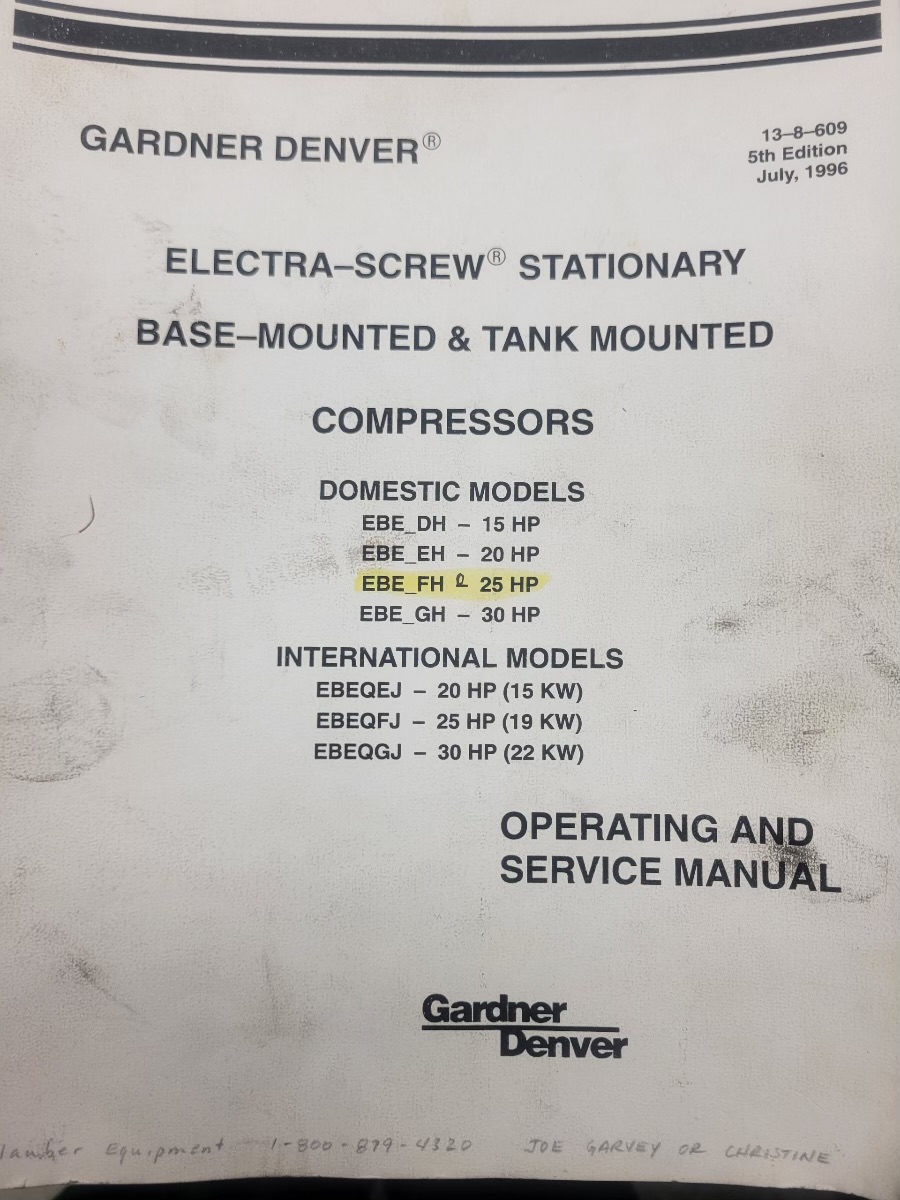 GARDNER DENVER®
13–8–609
5th Edition
July, 1996
ELECTRA–SCREW® STATIONARY
BASE–MOUNTED & TANK MOUNTED
COMPRESSORS
DOMESTIC MODELS
EBE_DH – 15 HP
EBE_EH – 20 HP
EBE_FH – 25 HP
EBE_GH – 30 HP
INTERNATIONAL MODELS
EBEQEJ – 20 HP (15 KW)
EBEQFJ – 25 HP (19 KW)
EBEQGJ – 30 HP (22 KW)
OPERATING AND
SERVICE MANUAL
Gardner
Denver
Equipment 1-800-879-4320 JOE GARVEY OR CHRISTINE